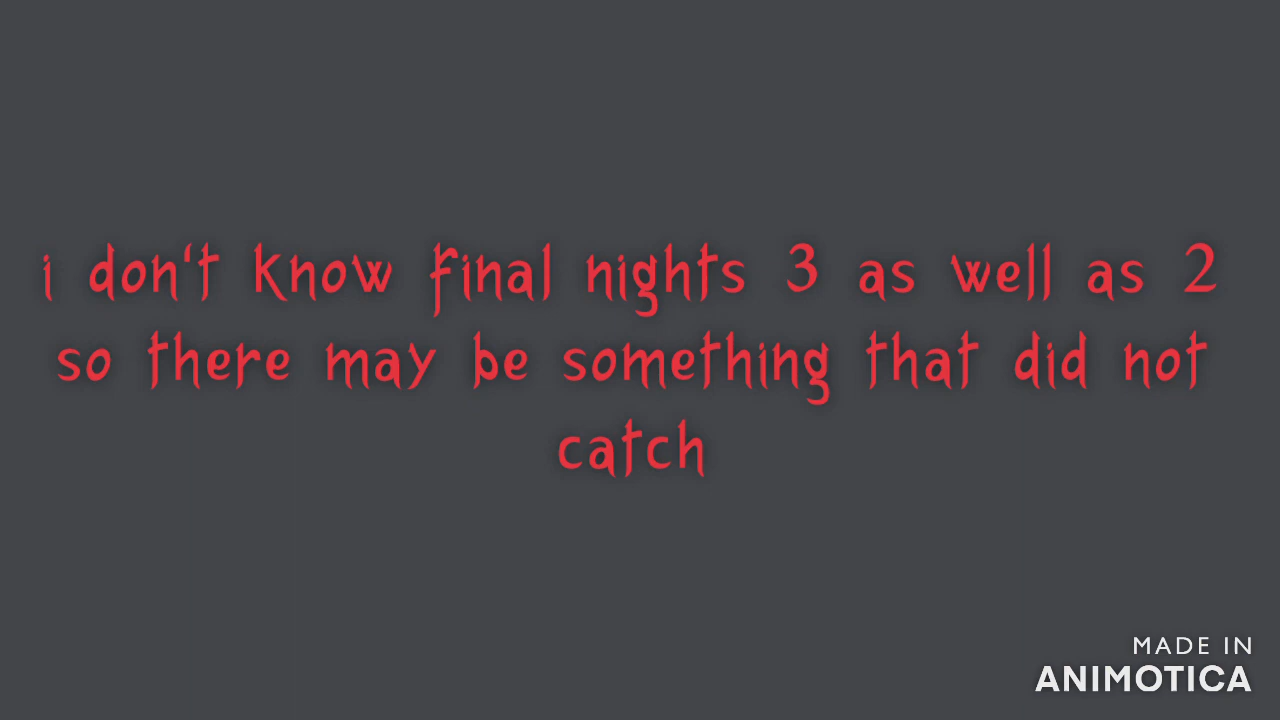 i don't know final nights 3 as well as 2
so there may be something that did not
catch
MADE IN
ANIMOTICA